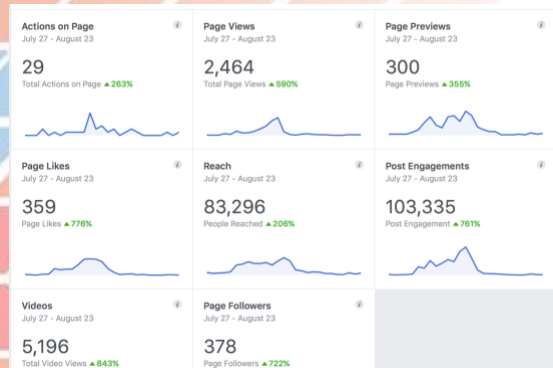 Actions on Page
July 27 - August 23
29
Total Actions on Page ▲263%
Page Views
July 27 - August 23
2,464
Total Page Views ▲590%
Page Previews
July 27 - August 23
300
Page Previews ▲355%
Page Likes
July 27 - August 23
359
Page Likes ▲776%
Reach
July 27 - August 23
83,296
People Reached ▲206%
Post Engagements
July 27 - August 23
103,335
Post Engagement ▲761%
Videos
July 27 - August 23
5,196
Total Video Views ▲843%
Page Followers
July 27 - August 23
378
Page Followers ▲722%